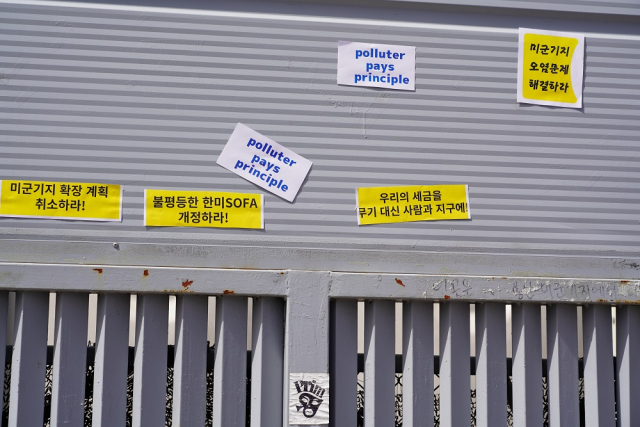 polluter
pays
principle
미군기지
오염문제
해결하라
polluter
pays
principle
미군기지 확장 계획
취소하라!
불평등한 한미SOFA
개정하라!
우리의 세금을
무기 대신 사람과 지구에!